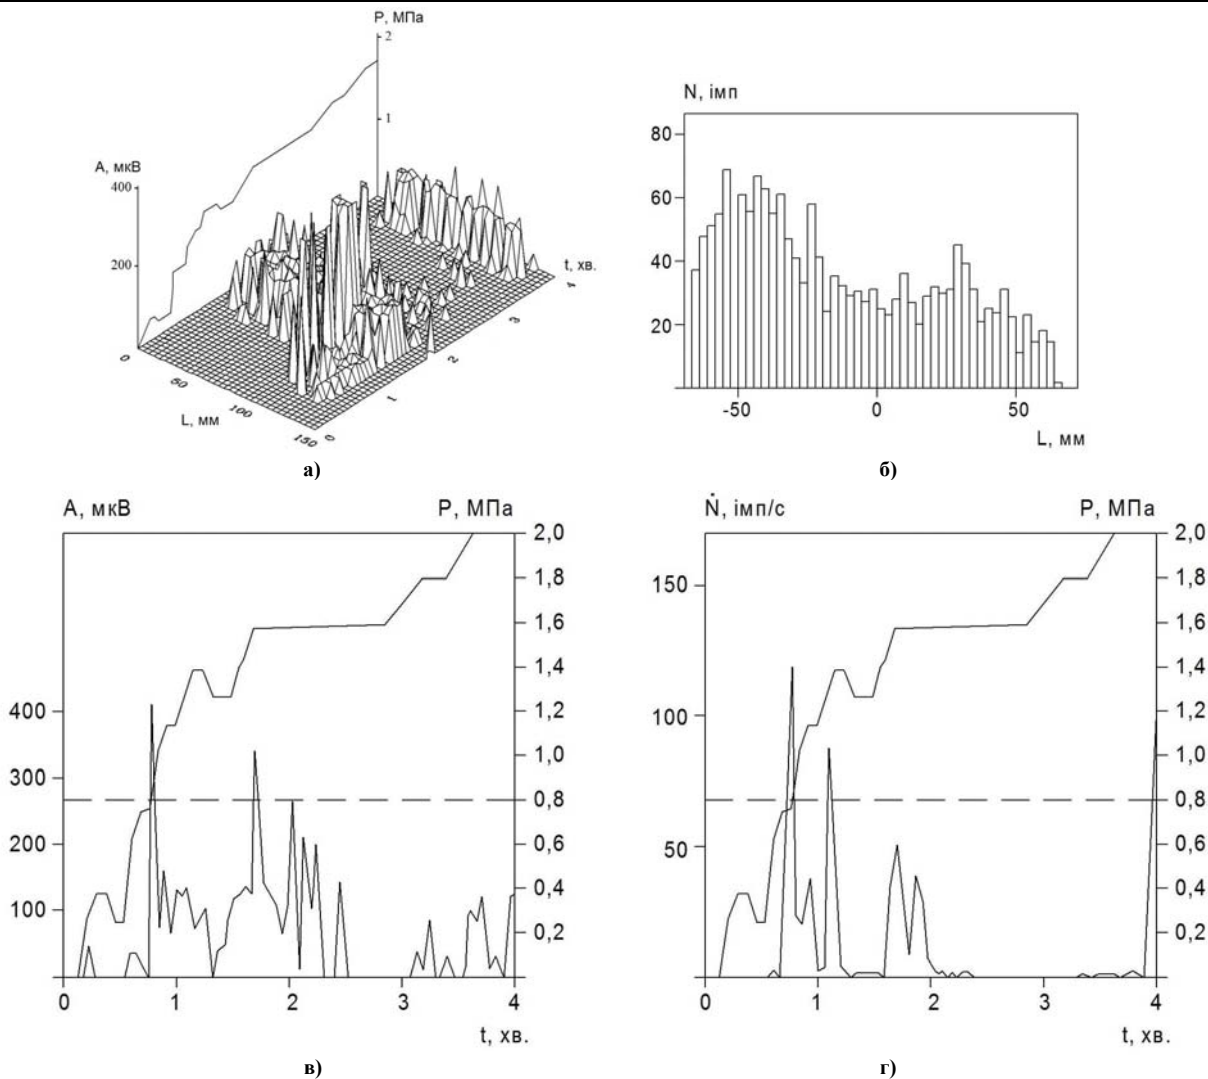 P, МПа
2
1
A, мкВ
400
200
t, хв.
0
50
100
150
L, мм
0
1
2
3
4
а)
N, імп
80
60
40
20
-50 0 50
L, мм
б)
A, мкВ P, МПа
400
300
200
100
2,0
1,8
1,6
1,4
1,2
1,0
0,8
0,6
0,4
0,2
0 1 2 3 4
t, хв.
в)
Ṅ, імп/с P, МПа
150
100
50
2,0
1,8
1,6
1,4
1,2
1,0
0,8
0,6
0,4
0,2
0 1 2 3 4
t, хв.
г)